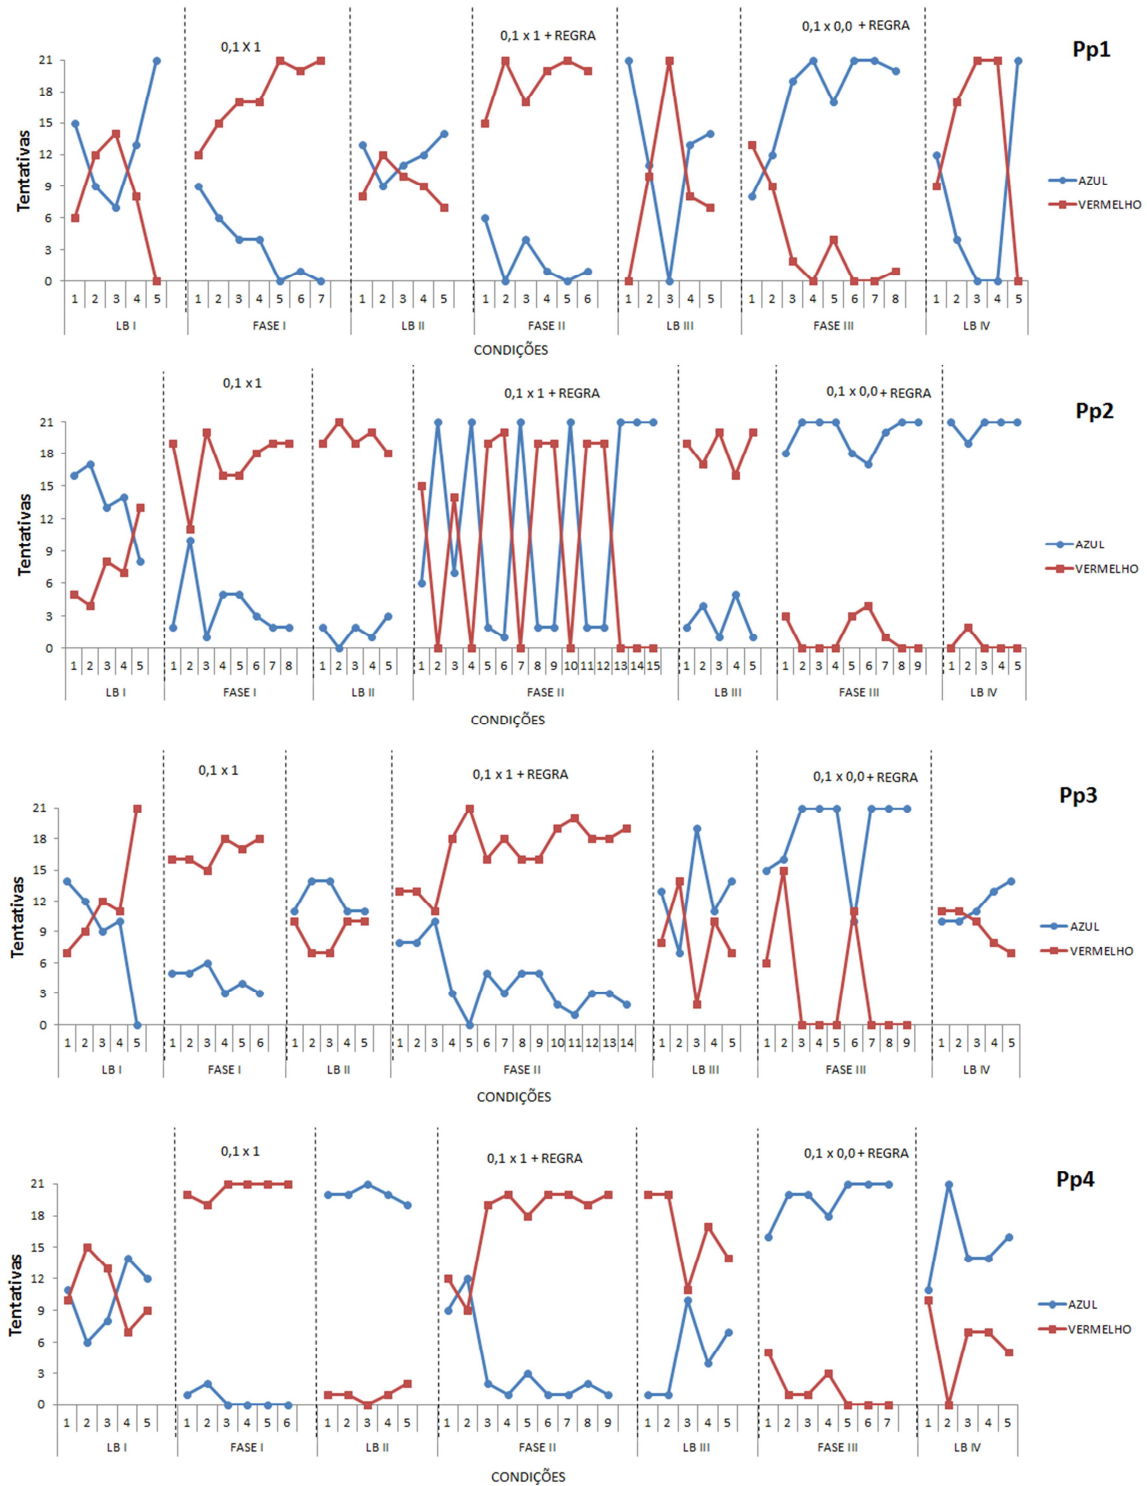 0,1 X 1
0,1 x 1 + REGRA
0,1 x 0,0 + REGRA
Pp1
Tentativas
21
18
15
12
9
6
3
0
AZUL
VERMELHO
1 2 3 4 5 1 2 3 4 5 6 7 1 2 3 4 5 1 2 3 4 5 6 1 2 3 4 5 1 2 3 4 5 6 7 8 1 2 3 4 5
LB I FASE I LB II FASE II LB III FASE III LB IV
CONDIÇÕES
0,1 x 1
0,1 x 1 + REGRA
0,1 x 0,0 + REGRA
Pp2
Tentativas
21
18
15
12
9
6
3
0
AZUL
VERMELHO
1 2 3 4 5 1 2 3 4 5 6 7 8 1 2 3 4 5 1 2 3 4 5 6 7 8 9 10 11 12 13 14 15 1 2 3 4 5 1 2 3 4 5 6 7 8 9 1 2 3 4 5
LB I FASE I LB II FASE II LB III FASE III LB IV
CONDIÇÕES
0,1 x 1
0,1 x 1 + REGRA
0,1 x 0,0 + REGRA
Pp3
Tentativas
21
18
15
12
9
6
3
0
AZUL
VERMELHO
1 2 3 4 5 1 2 3 4 5 6 1 2 3 4 5 1 2 3 4 5 6 7 8 9 10 11 12 13 14 1 2 3 4 5 1 2 3 4 5 6 7 8 9 1 2 3 4 5
LB I FASE I LB II FASE II LB III FASE III LB IV
CONDIÇÕES
0,1 x 1
0,1 x 1 + REGRA
0,1 x 0,0 + REGRA
Pp4
Tentativas
21
18
15
12
9
6
3
0
AZUL
VERMELHO
1 2 3 4 5 1 2 3 4 5 6 1 2 3 4 5 1 2 3 4 5 6 7 8 9 1 2 3 4 5 1 2 3 4 5 6 7 1 2 3 4 5
LB I FASE I LB II FASE II LB III FASE III LB IV
CONDIÇÕES